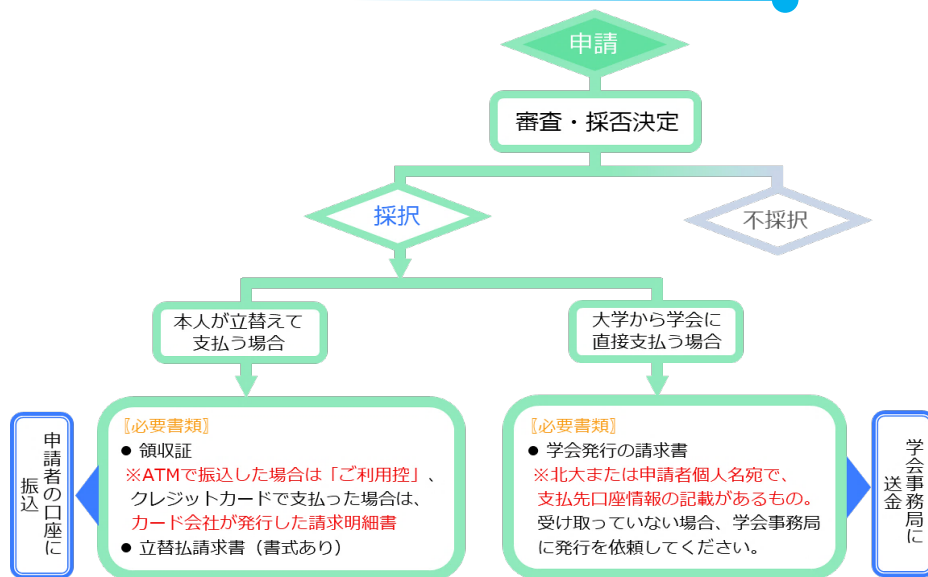 申請
審査・採否決定
採択
不採択
本人が立替えて
支払う場合
大学から学会に
直接支払う場合
〖必要書類〗
● 領収証
※ATMで振込した場合は「ご利用控」、
クレジットカードで支払った場合は、
カード会社が発行した請求明細書
● 立替払請求書（書式あり）
申請者の口座に
振込
〖必要書類〗
● 学会発行の請求書
※北大または申請者個人名宛で、
支払先口座情報の記載があるもの。
受け取っていない場合、学会事務局
に発行を依頼してください。
学会事務局に
送金